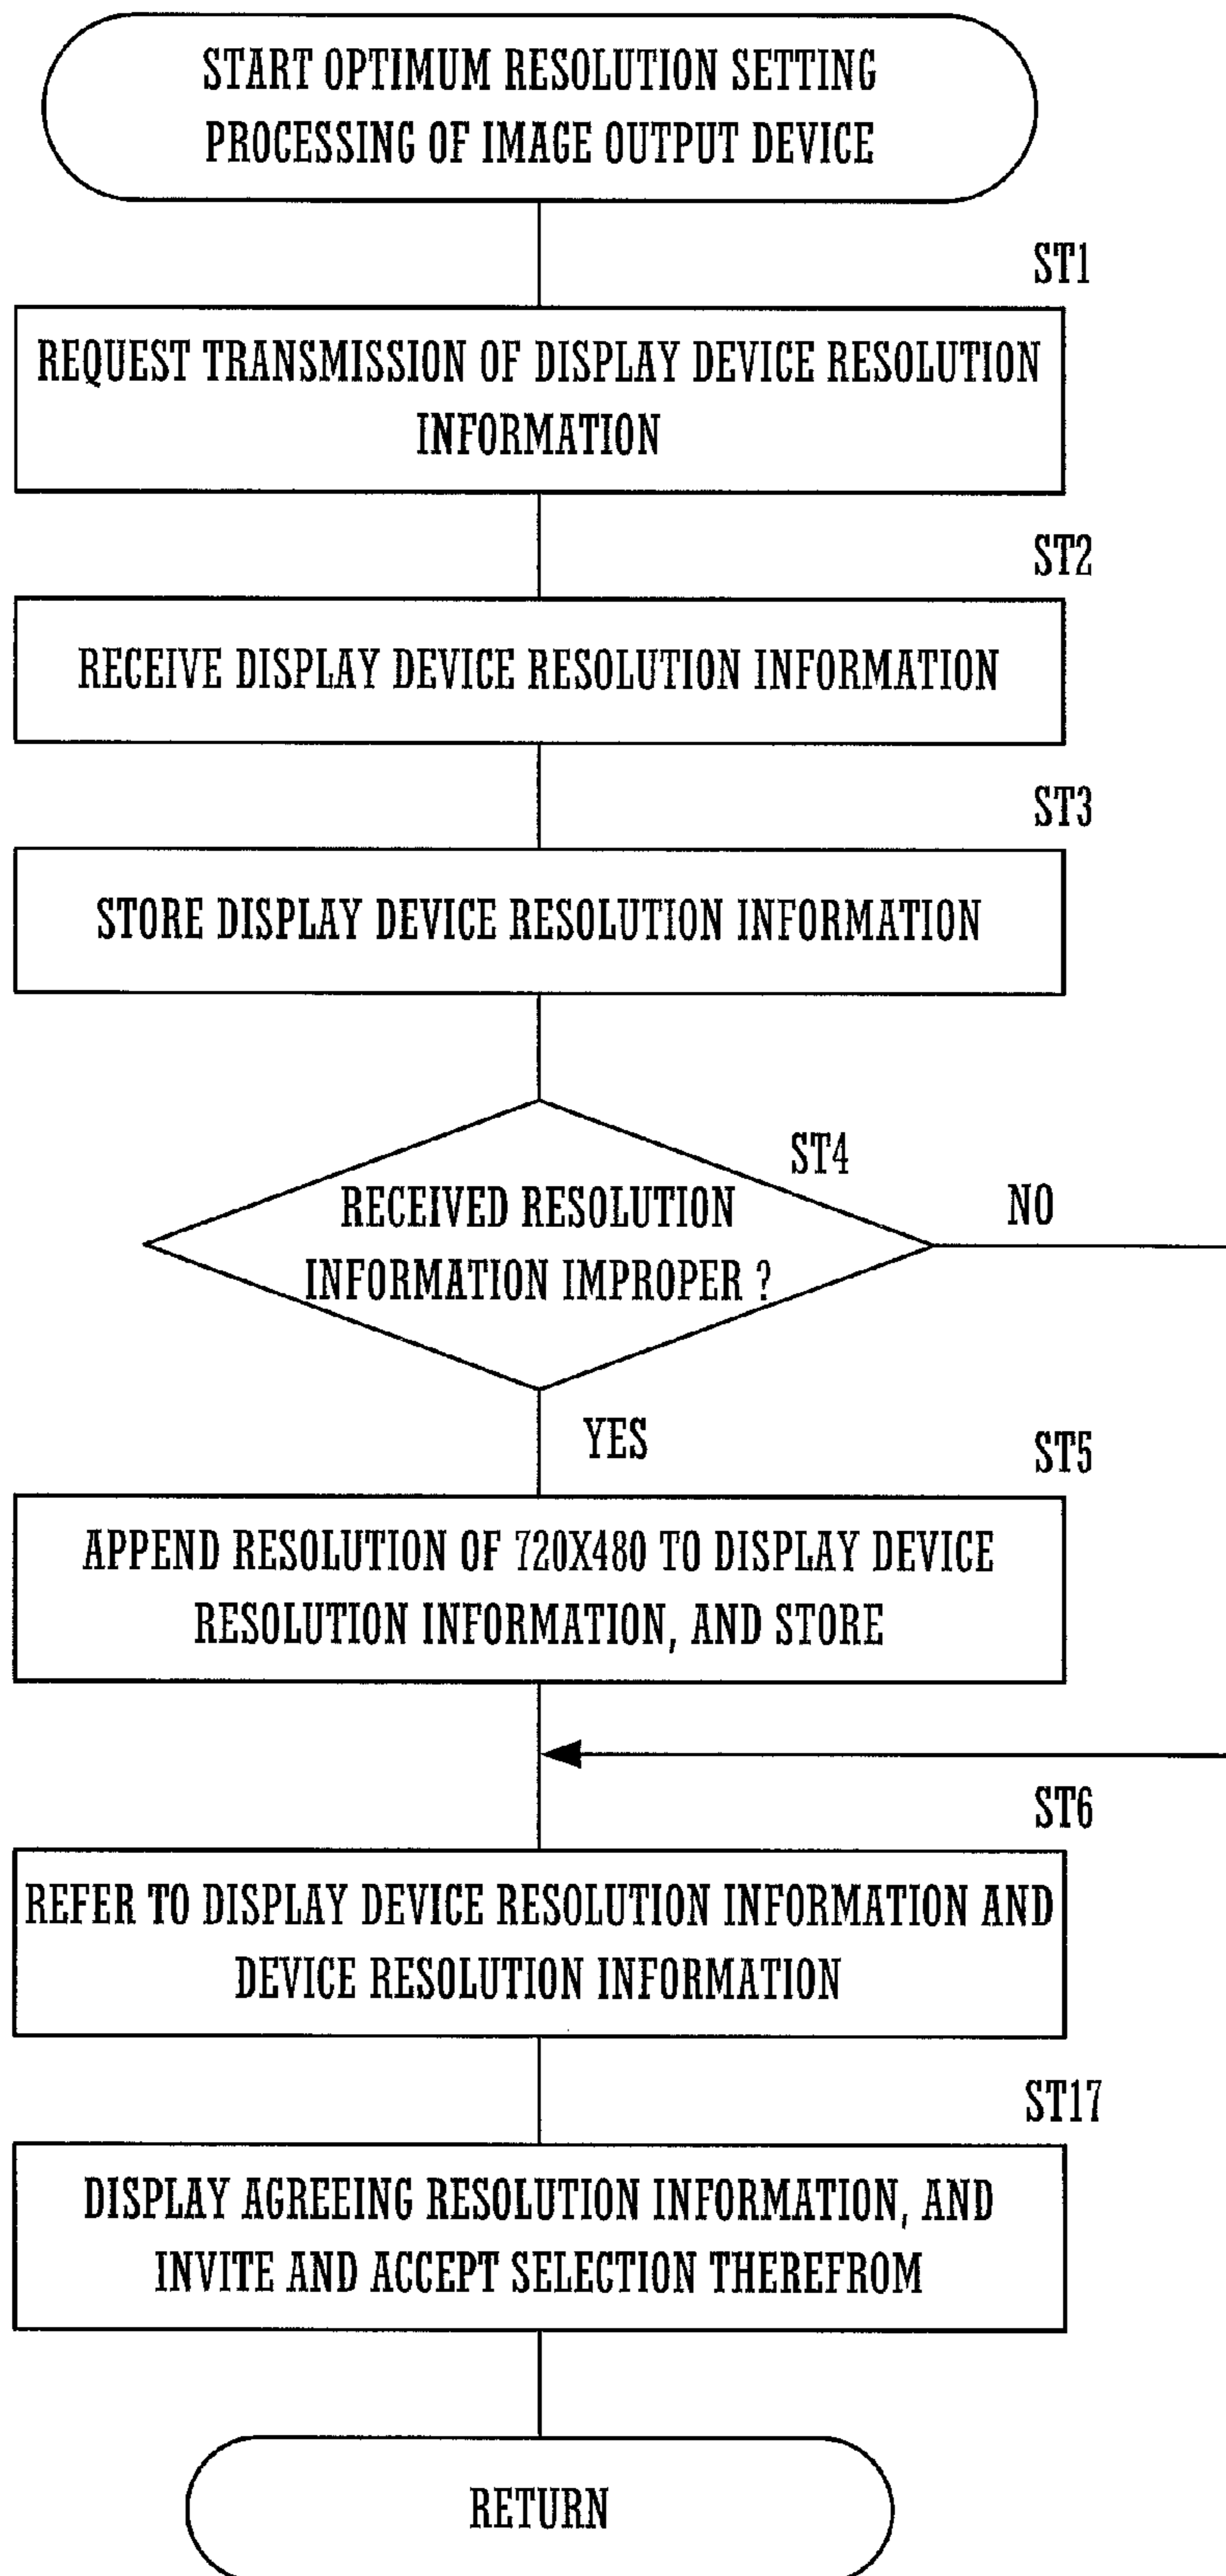 START OPTIMUM RESOLUTION SETTING
PROCESSING OF IMAGE OUTPUT DEVICE
ST1
REQUEST TRANSMISSION OF DISPLAY DEVICE RESOLUTION
INFORMATION
ST2
RECEIVE DISPLAY DEVICE RESOLUTION INFORMATION
ST3
STORE DISPLAY DEVICE RESOLUTION INFORMATION
ST4
RECEIVED RESOLUTION
INFORMATION IMPROPER ?
NO
YES
ST5
APPEND RESOLUTION OF 720X480 TO DISPLAY DEVICE
RESOLUTION INFORMATION, AND STORE
ST6
REFER TO DISPLAY DEVICE RESOLUTION INFORMATION AND
DEVICE RESOLUTION INFORMATION
ST17
DISPLAY AGREEING RESOLUTION INFORMATION, AND
INVITE AND ACCEPT SELECTION THEREFROM
RETURN